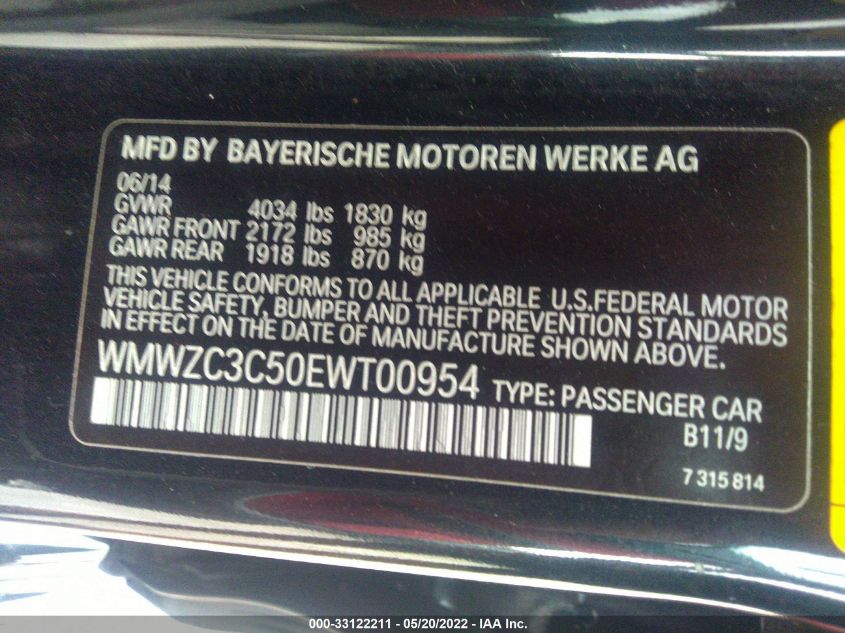 MFD BY BAYERISCHE MOTOREN WERKE AG
06/14
GVWR 4034 lbs 1830 kg
GAWR FRONT 2172 lbs 985 kg
GAWR REAR 1918 lbs 870 kg
THIS VEHICLE CONFORMS TO ALL APPLICABLE U.S.FEDERAL MOTOR
VEHICLE SAFETY, BUMPER AND THEFT PREVENTION STANDARDS
IN EFFECT ON THE DATE OF MANUFACTURE SHOWN ABOVE.
WMWZC3C50EWT00954 TYPE: PASSENGER CAR
B11/9
7 315 814
000-33122211 - 05/20/2022 - IAA Inc.